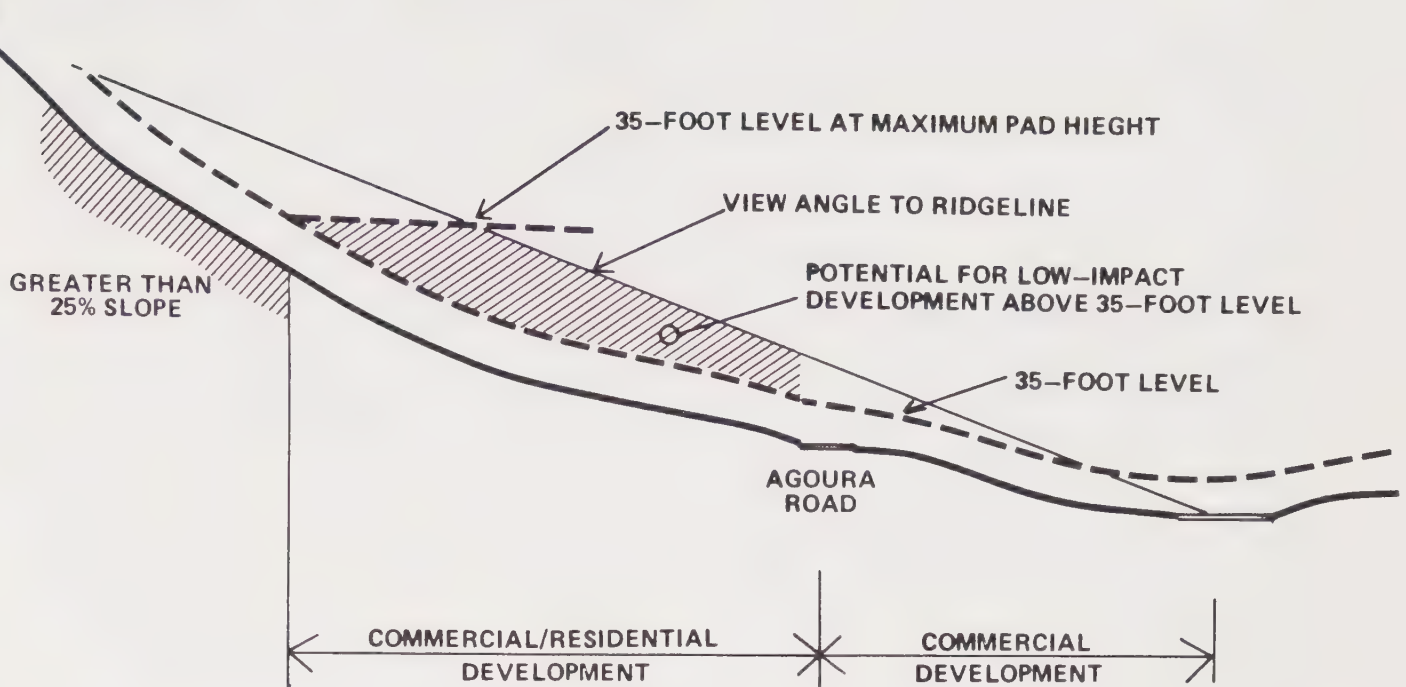 35–FOOT LEVEL AT MAXIMUM PAD HIEGHT
VIEW ANGLE TO RIDGELINE
POTENTIAL FOR LOW–IMPACT
DEVELOPMENT ABOVE 35–FOOT LEVEL
GREATER THAN
25% SLOPE
35–FOOT LEVEL
AGOURA
ROAD
COMMERCIAL/RESIDENTIAL
DEVELOPMENT
COMMERCIAL
DEVELOPMENT